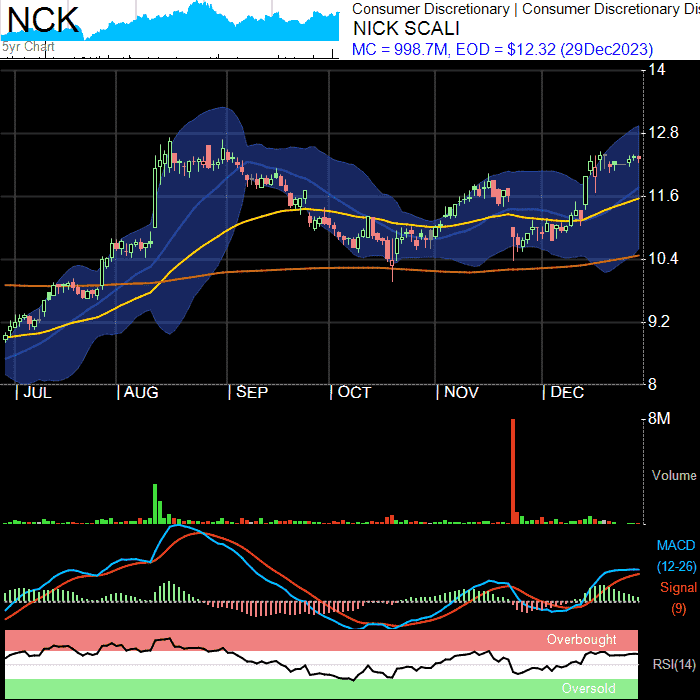 NCK
5yr Chart
Consumer Discretionary | Consumer Discretionary Dis
NICK SCALI
MC = 998.7M, EOD = $12.32 (29Dec2023)
14
12.8
11.6
10.4
9.2
8
JUL
AUG
SEP
OCT
NOV
DEC
8M
Volume
MACD
(12-26)
Signal
(9)
Overbought
RSI(14)
Oversold